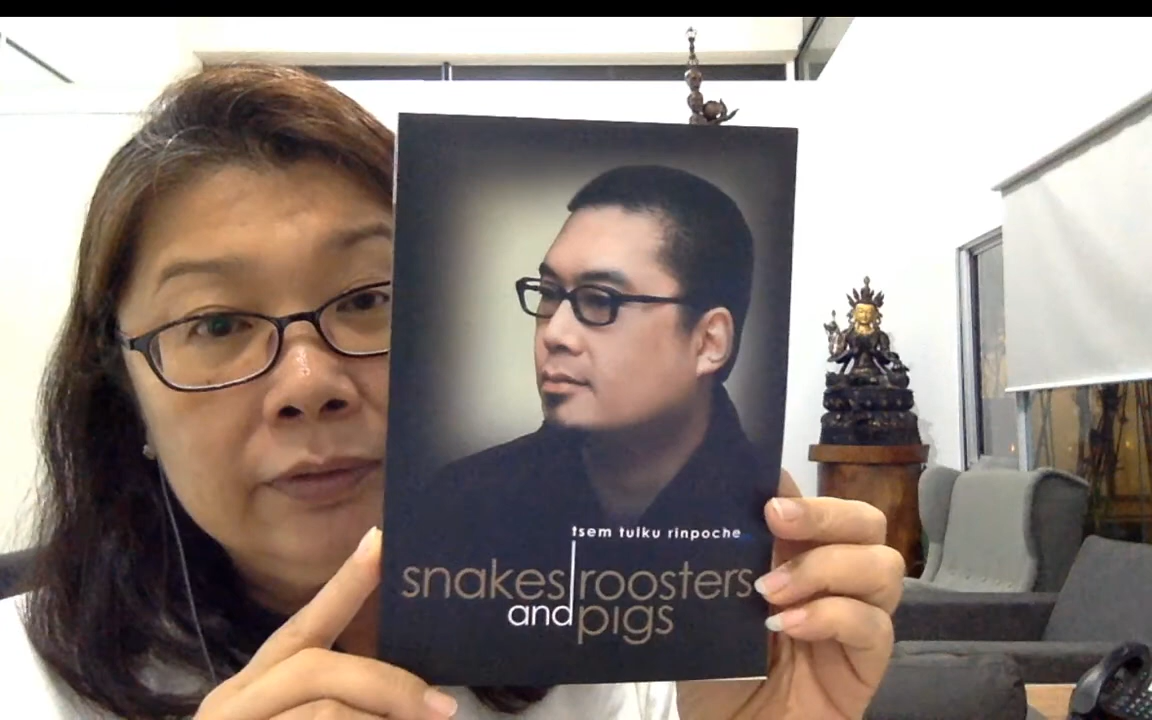 tsem tulku rinpoche
snakes roosters
and pigs